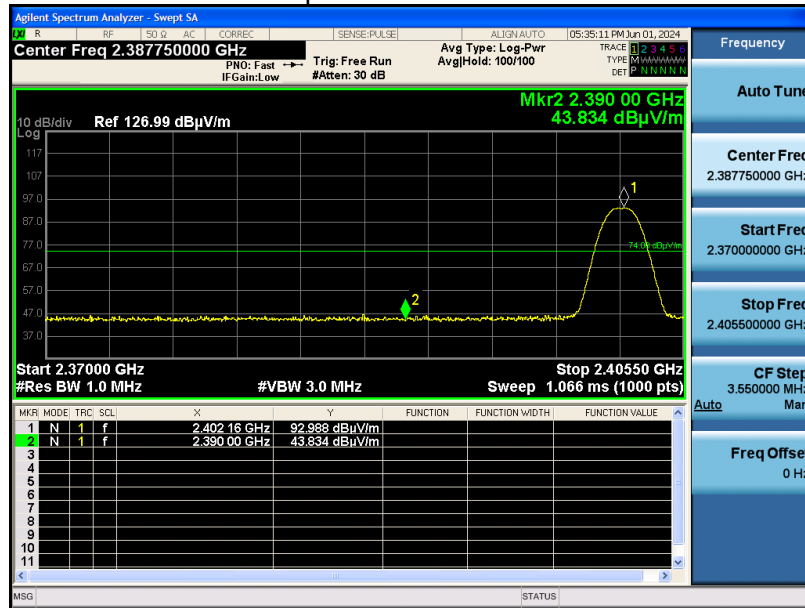 Agilent Spectrum Analyzer - Swept SA
LXI R RF 50 Ω AC CORREC SENSE:PULSE ALIGN AUTO 05:35:11 PM Jun 01, 2024
Center Freq 2.387750000 GHz
PNO: Fast
IFGain:Low
Trig: Free Run
#Atten: 30 dB
Avg Type: Log-Pwr
Avg|Hold: 100/100
TRACE 1 2 3 4 5 6
TYPE M
DET P N N N N N
Mkr2 2.390 00 GHz
43.834 dBµV/m
10 dB/div Ref 126.99 dBµV/m
Log
117
107
97.0
87.0
77.0
67.0
57.0
47.0
37.0
1
2
74.00 dBµV/m
Start 2.37000 GHz Stop 2.40550 GHz
#Res BW 1.0 MHz #VBW 3.0 MHz Sweep 1.066 ms (1000 pts)
MKR MODE TRC SCL X Y FUNCTION FUNCTION WIDTH FUNCTION VALUE
1 N 1 f 2.402 16 GHz 92.988 dBµV/m
2 N 1 f 2.390 00 GHz 43.834 dBµV/m
3
4
5
6
7
8
9
10
11
MSG STATUS
Frequency
Auto Tune
Center Freq
2.387750000 GHz
Start Freq
2.370000000 GHz
Stop Freq
2.405500000 GHz
CF Step
3.550000 MHz
Auto Man
Freq Offset
0 Hz